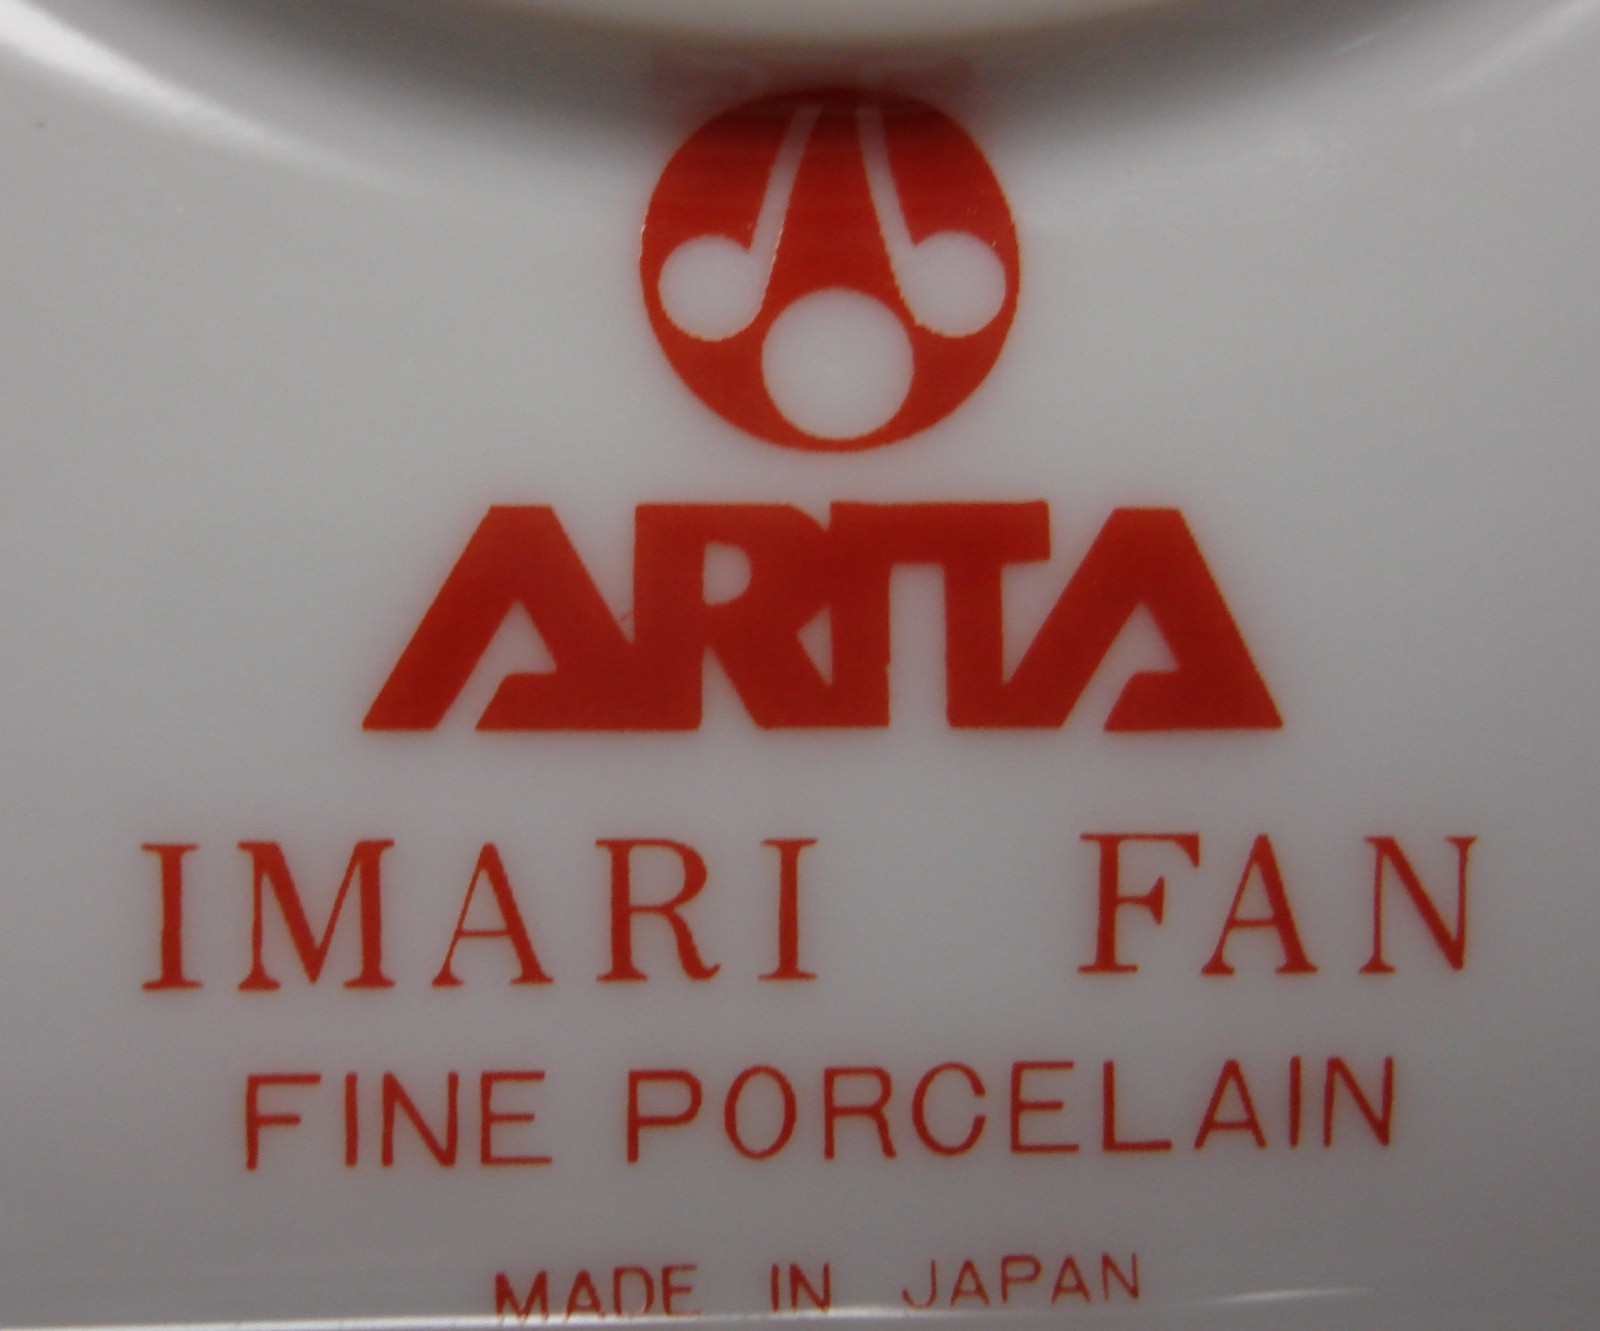 ARITA
IMARI FAN
FINE PORCELAIN
MADE IN JAPAN